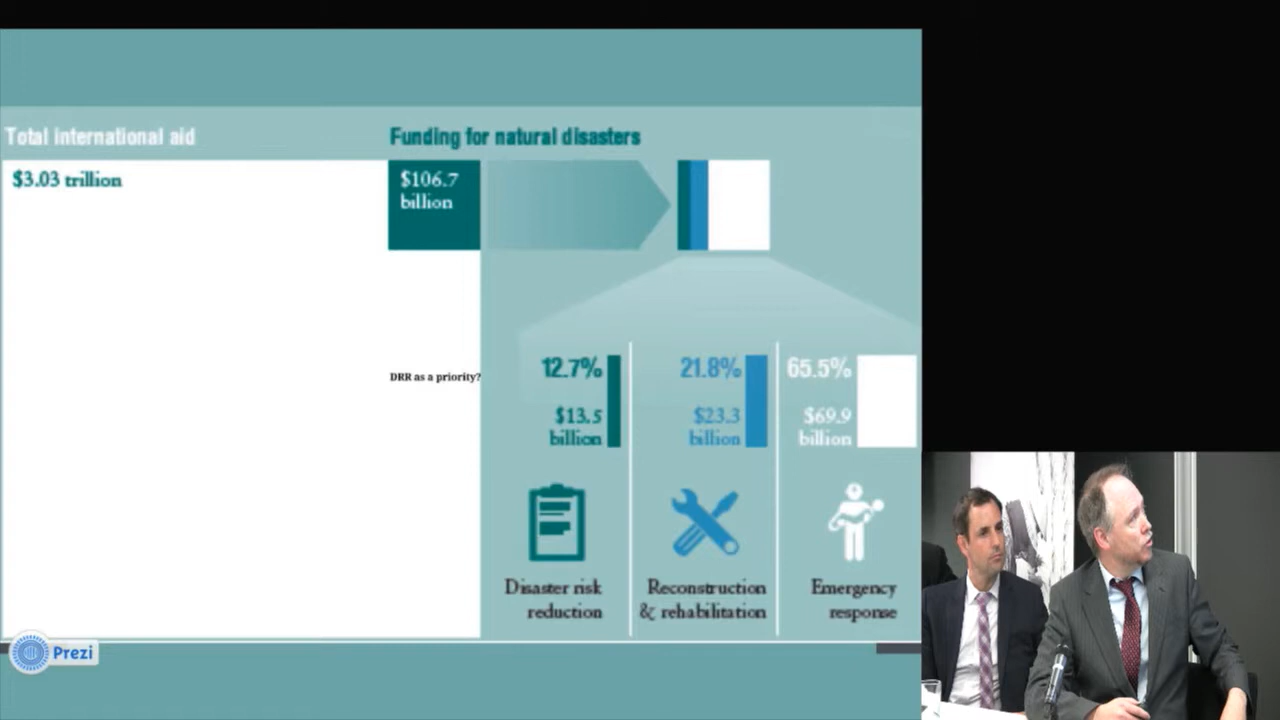 Total international aid
Funding for natural disasters
$3.03 trillion
$106.7
billion
DRR as a priority?
12.7%
$13.5
billion
21.8%
$23.3
billion
65.5%
$69.9
billion
Disaster risk
reduction
Reconstruction
& rehabilitation
Emergency
response
Prezi